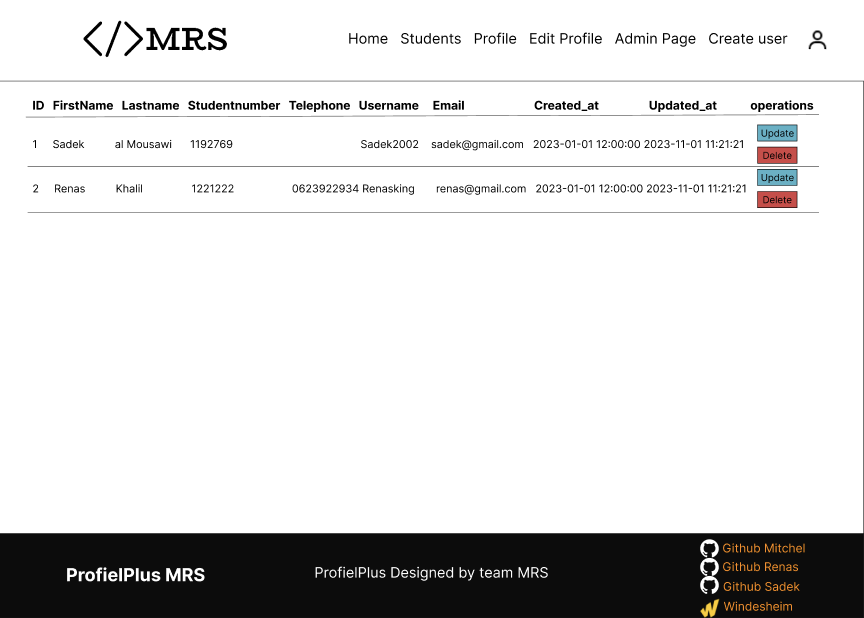 </>MRS
Home Students Profile Edit Profile Admin Page Create user
ID FirstName Lastname Studentnumber Telephone Username Email Created_at Updated_at operations
1 Sadek al Mousawi 1192769 Sadek2002 sadek@gmail.com 2023-01-01 12:00:00 2023-11-01 11:21:21 Update
Delete
2 Renas Khalil 1221222 0623922934 Renasking renas@gmail.com 2023-01-01 12:00:00 2023-11-01 11:21:21 Update
Delete
ProfielPlus MRS
ProfielPlus Designed by team MRS
Github Mitchel
Github Renas
Github Sadek
Windesheim